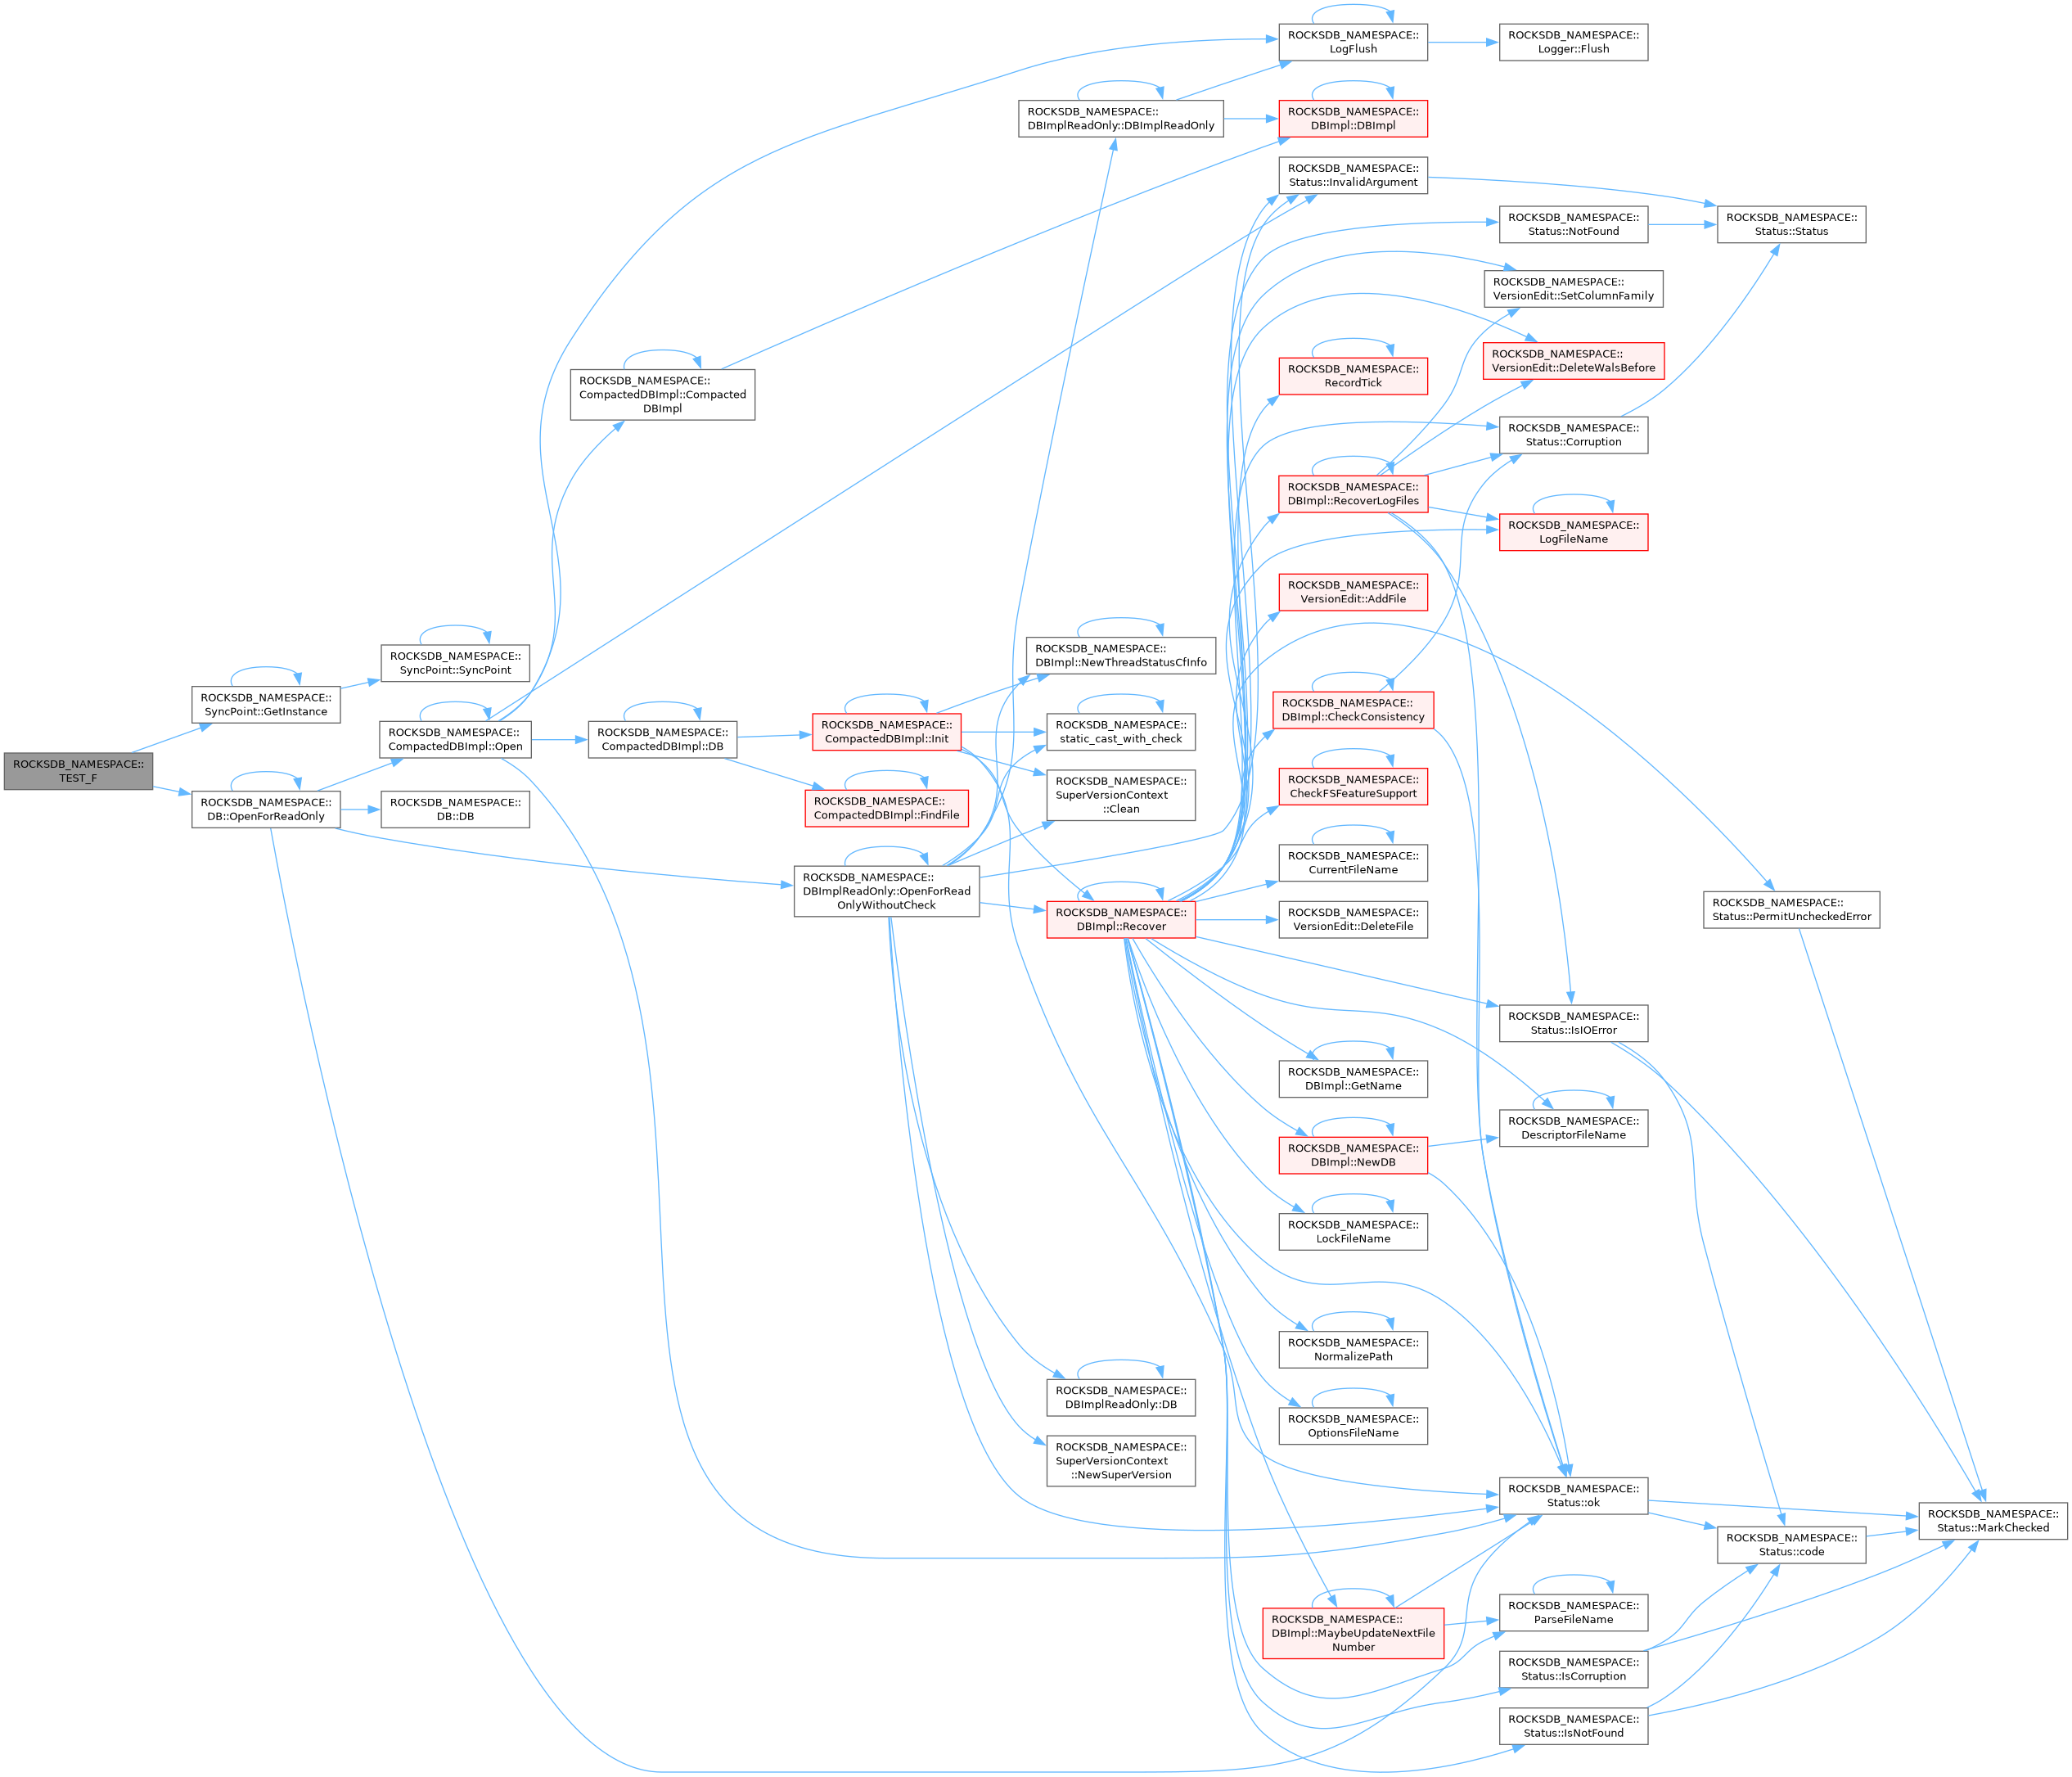 ROCKSDB_NAMESPACE::
TEST_F
ROCKSDB_NAMESPACE::
SyncPoint::GetInstance
ROCKSDB_NAMESPACE::
DB::OpenForReadOnly
ROCKSDB_NAMESPACE::
SyncPoint::SyncPoint
ROCKSDB_NAMESPACE::
CompactedDBImpl::Open
ROCKSDB_NAMESPACE::
DB::DB
ROCKSDB_NAMESPACE::
CompactedDBImpl::Compacted
DBImpl
ROCKSDB_NAMESPACE::
CompactedDBImpl::DB
ROCKSDB_NAMESPACE::
CompactedDBImpl::Init
ROCKSDB_NAMESPACE::
CompactedDBImpl::FindFile
ROCKSDB_NAMESPACE::
DBImplReadOnly::OpenForRead
OnlyWithoutCheck
ROCKSDB_NAMESPACE::
DBImplReadOnly::DBImplReadOnly
ROCKSDB_NAMESPACE::
DBImpl::NewThreadStatusCfInfo
ROCKSDB_NAMESPACE::
static_cast_with_check
ROCKSDB_NAMESPACE::
SuperVersionContext
::Clean
ROCKSDB_NAMESPACE::
DBImpl::Recover
ROCKSDB_NAMESPACE::
DBImplReadOnly::DB
ROCKSDB_NAMESPACE::
SuperVersionContext
::NewSuperVersion
ROCKSDB_NAMESPACE::
LogFlush
ROCKSDB_NAMESPACE::
DBImpl::DBImpl
ROCKSDB_NAMESPACE::
Status::InvalidArgument
ROCKSDB_NAMESPACE::
RecordTick
ROCKSDB_NAMESPACE::
DBImpl::RecoverLogFiles
ROCKSDB_NAMESPACE::
VersionEdit::AddFile
ROCKSDB_NAMESPACE::
DBImpl::CheckConsistency
ROCKSDB_NAMESPACE::
CheckFSFeatureSupport
ROCKSDB_NAMESPACE::
CurrentFileName
ROCKSDB_NAMESPACE::
VersionEdit::DeleteFile
ROCKSDB_NAMESPACE::
DBImpl::GetName
ROCKSDB_NAMESPACE::
DBImpl::NewDB
ROCKSDB_NAMESPACE::
LockFileName
ROCKSDB_NAMESPACE::
NormalizePath
ROCKSDB_NAMESPACE::
OptionsFileName
ROCKSDB_NAMESPACE::
DBImpl::MaybeUpdateNextFile
Number
ROCKSDB_NAMESPACE::
Logger::Flush
ROCKSDB_NAMESPACE::
Status::NotFound
ROCKSDB_NAMESPACE::
VersionEdit::SetColumnFamily
ROCKSDB_NAMESPACE::
VersionEdit::DeleteWalsBefore
ROCKSDB_NAMESPACE::
Status::Corruption
ROCKSDB_NAMESPACE::
LogFileName
ROCKSDB_NAMESPACE::
Status::IsIOError
ROCKSDB_NAMESPACE::
DescriptorFileName
ROCKSDB_NAMESPACE::
Status::ok
ROCKSDB_NAMESPACE::
ParseFileName
ROCKSDB_NAMESPACE::
Status::IsCorruption
ROCKSDB_NAMESPACE::
Status::IsNotFound
ROCKSDB_NAMESPACE::
Status::Status
ROCKSDB_NAMESPACE::
Status::PermitUncheckedError
ROCKSDB_NAMESPACE::
Status::code
ROCKSDB_NAMESPACE::
Status::MarkChecked